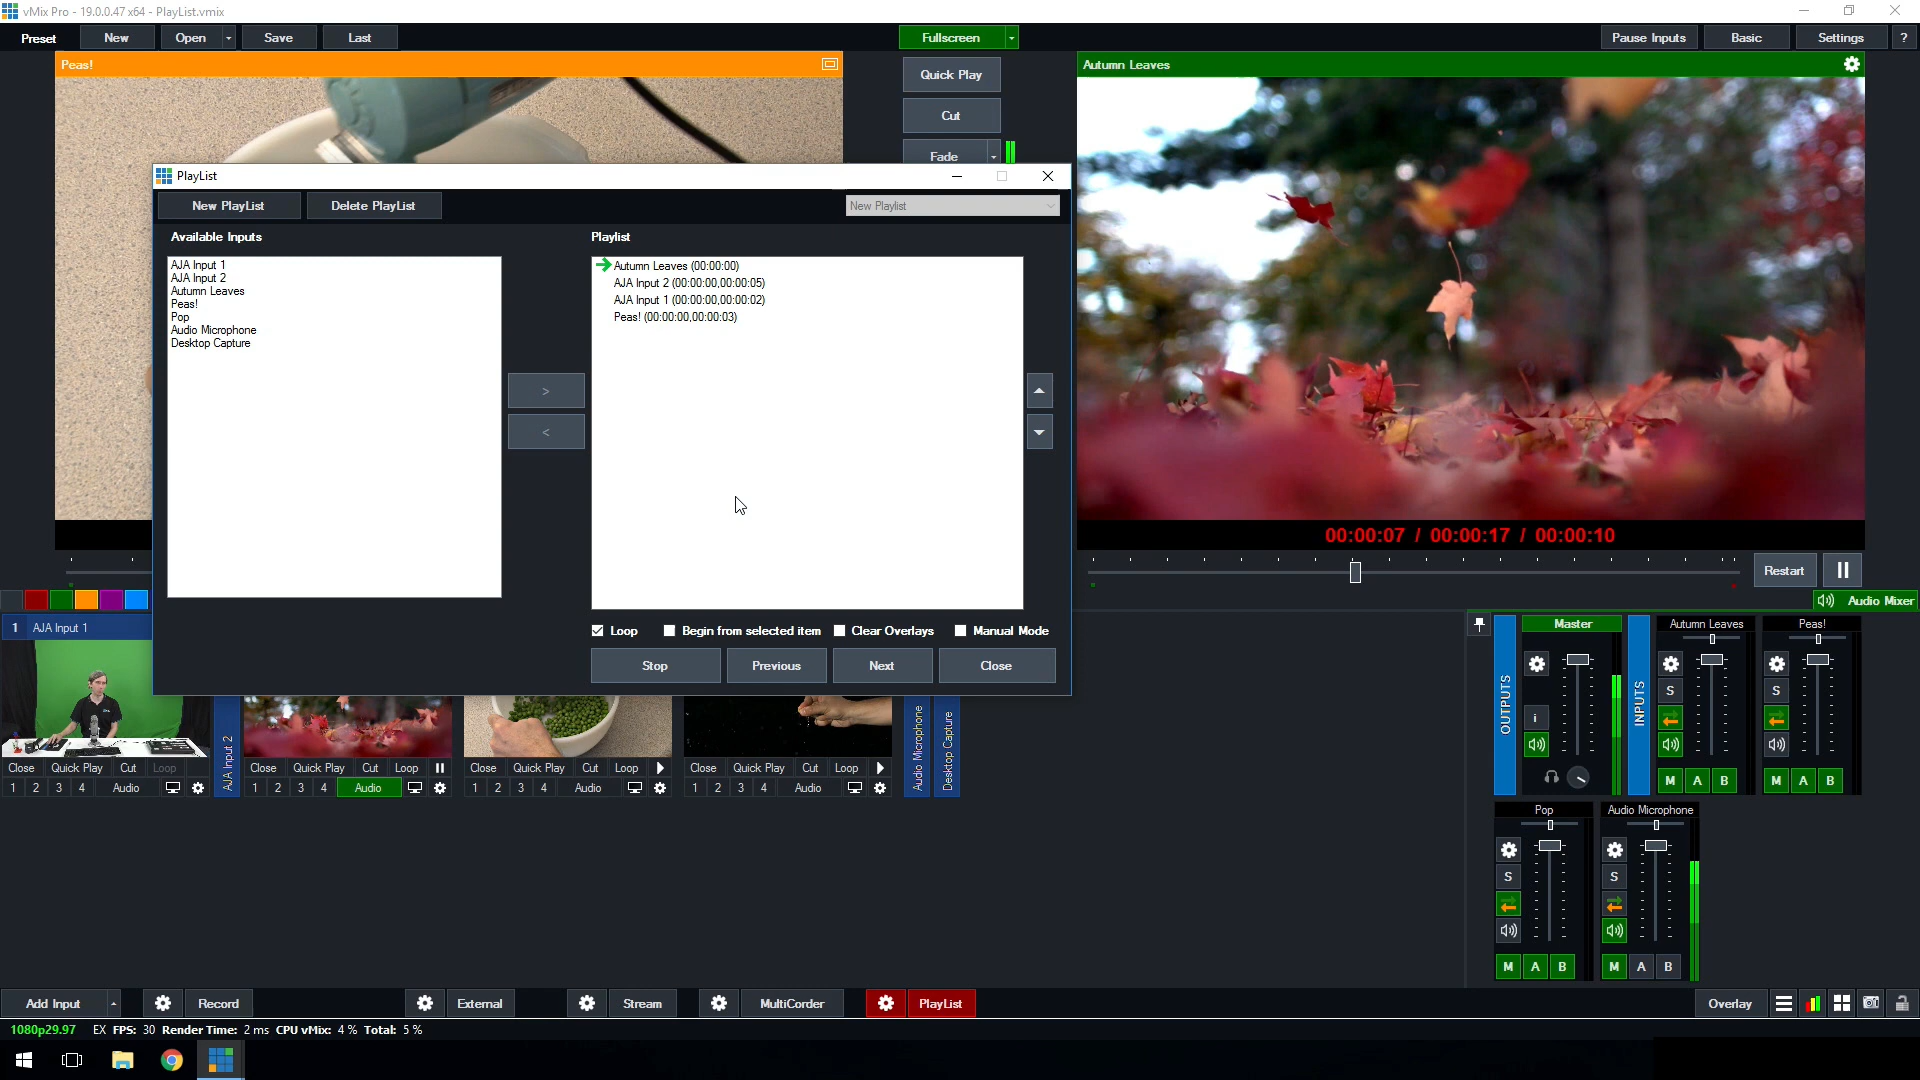 vMix Pro - 19.0.0.47 x64 - PlayList.vmix
Preset New Open Save Last Fullscreen Pause Inputs Basic Settings ?
Peas!
Quick Play
Cut
Fade
Autumn Leaves
PlayList
New PlayList Delete PlayList New Playlist
Available Inputs
AJA Input 1
AJA Input 2
Autumn Leaves
Peas!
Pop
Audio Microphone
Desktop Capture
>
<
Playlist
Autumn Leaves (00:00:00)
AJA Input 2 (00:00:00,00:00:05)
AJA Input 1 (00:00:00,00:00:02)
Peas! (00:00:00,00:00:03)
Loop Begin from selected item Clear Overlays Manual Mode
Stop Previous Next Close
00:00:07 / 00:00:17 / 00:00:10
Restart
Audio Mixer
1 AJA Input 1
Close Quick Play Cut Loop
1 2 3 4 Audio
AJA Input 2
Close Quick Play Cut Loop
1 2 3 4 Audio
Close Quick Play Cut Loop
1 2 3 4 Audio
Close Quick Play Cut Loop
1 2 3 4 Audio
Audio Microphone
Desktop Capture
OUTPUTS
Master
i
INPUTS
Autumn Leaves
S
M A B
Peas!
S
M A B
Pop
S
M A B
Audio Microphone
S
M A B
Add Input Record External Stream MultiCorder PlayList Overlay
1080p29.97 EX FPS: 30 Render Time: 2 ms CPU vMix: 4 % Total: 5 %